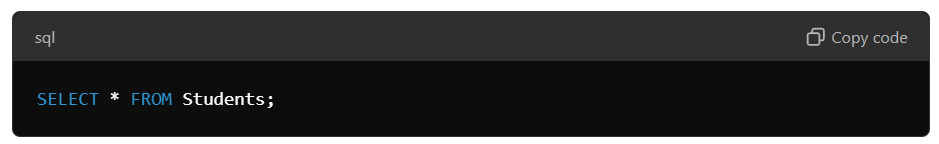 sql
Copy code
SELECT * FROM Students;